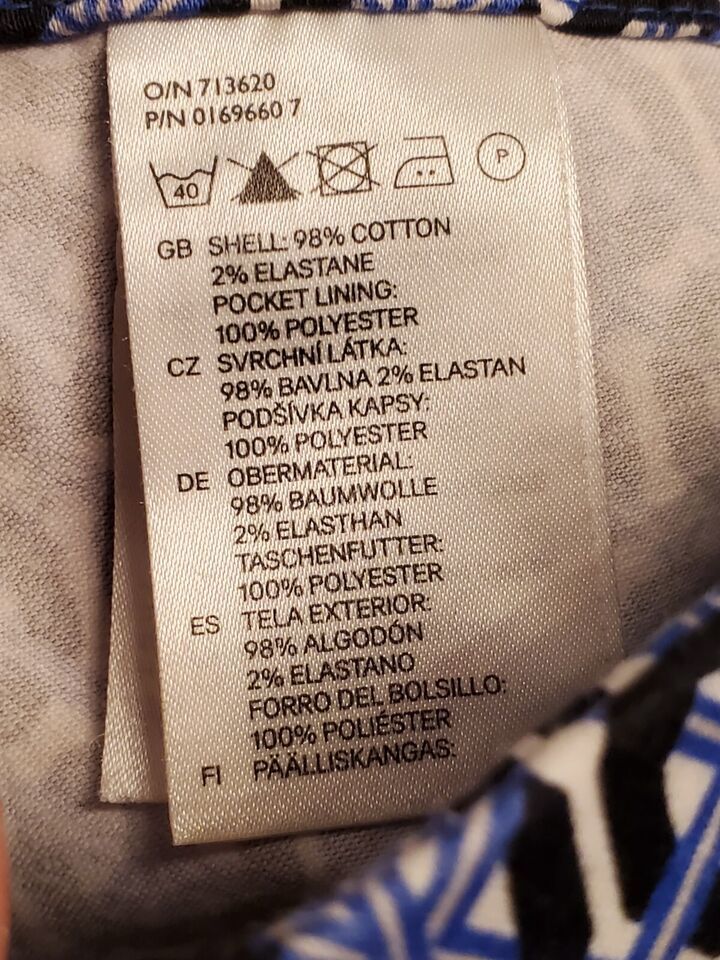 O/N 713620
P/N 0169660 7
40 P
GB SHELL: 98% COTTON
2% ELASTANE
POCKET LINING:
100% POLYESTER
CZ SVRCHNÍ LÁTKA:
98% BAVLNA 2% ELASTAN
PODŠÍVKA KAPSY:
100% POLYESTER
DE OBERMATERIAL:
98% BAUMWOLLE
2% ELASTHAN
TASCHENFUTTER:
100% POLYESTER
ES TELA EXTERIOR:
98% ALGODÓN
2% ELASTANO
FORRO DEL BOLSILLO:
100% POLIÉSTER
FI PÄÄLLISKANGAS: